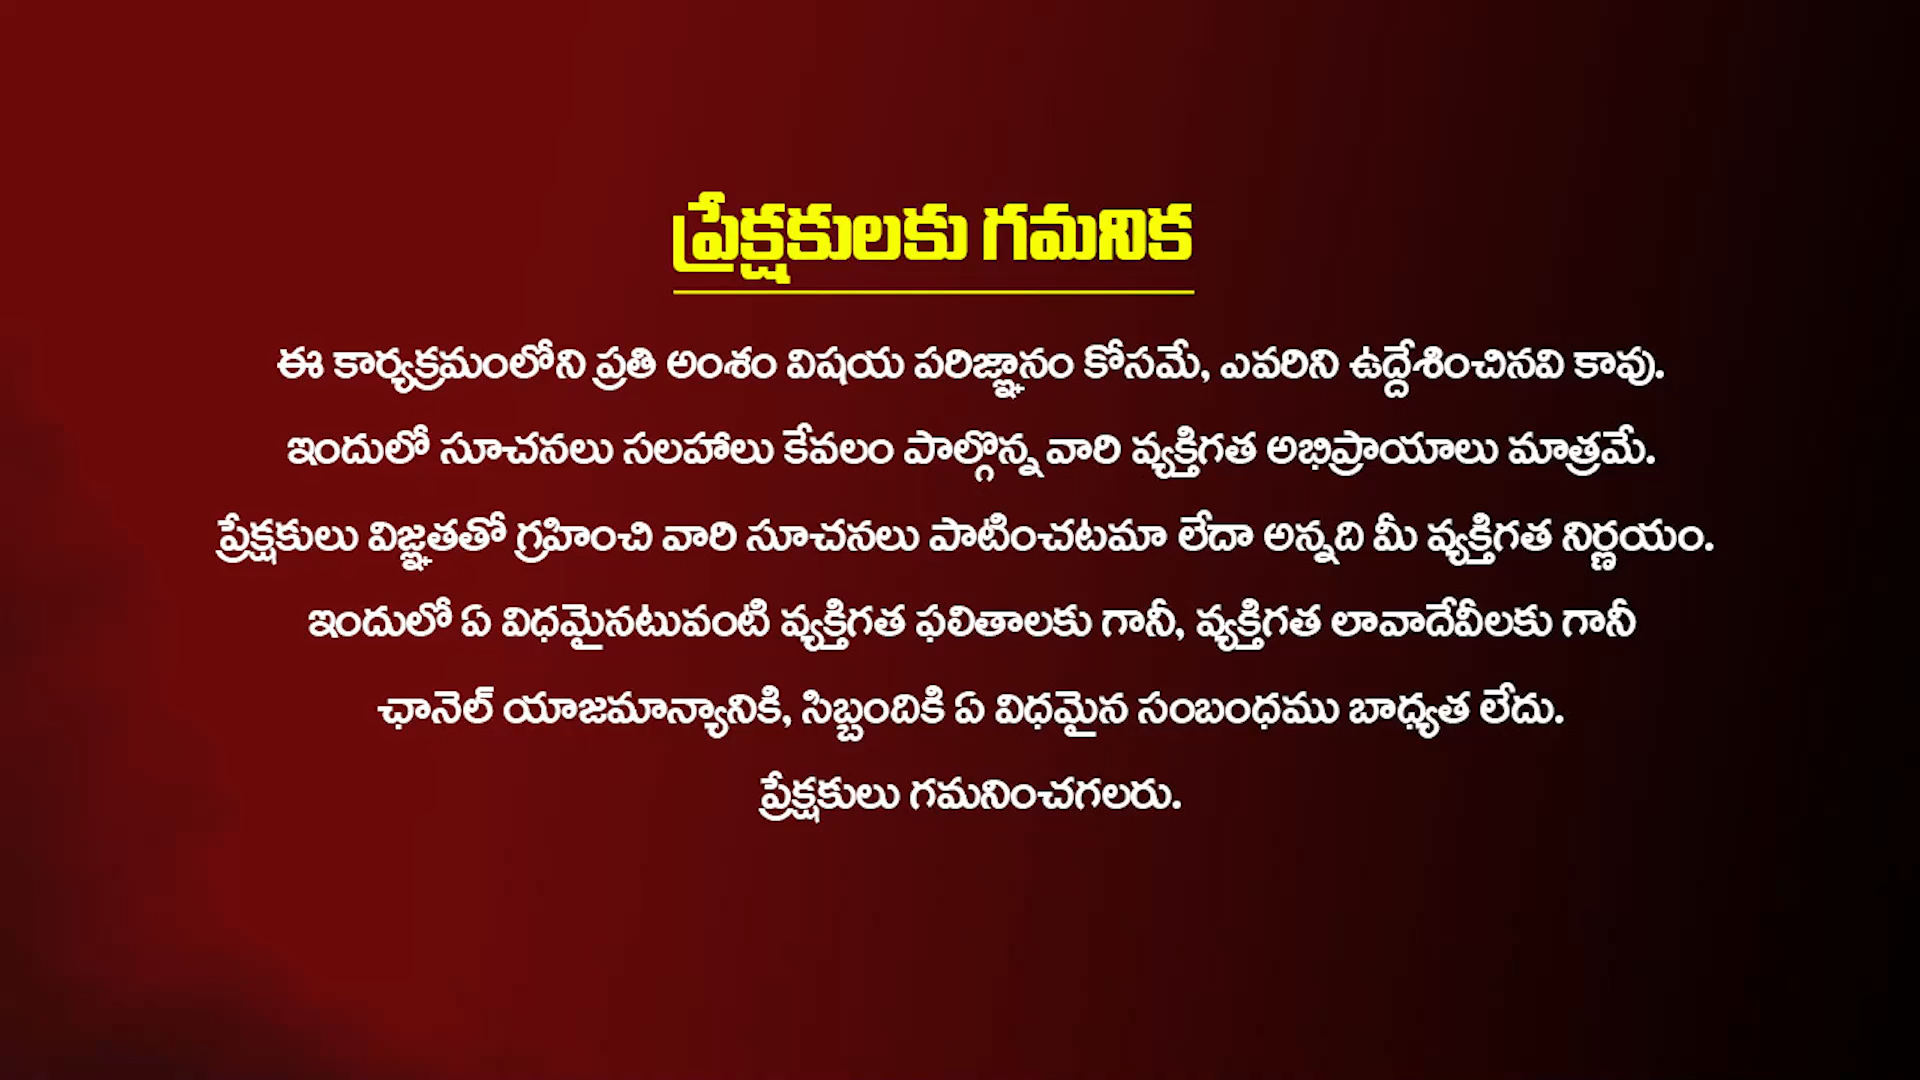 ప్రేక్షకులకు గమనిక
ఈ కార్యక్రమంలోని ప్రతి అంశం విషయ పరిజ్ఞానం కోసమే, ఎవరిని ఉద్దేశించినవి కావు.
ఇందులో సూచనలు సలహాలు కేవలం పాల్గొన్న వారి వ్యక్తిగత అభిప్రాయాలు మాత్రమే.
ప్రేక్షకులు విజ్ఞతతో గ్రహించి వారి సూచనలు పాటించటమా లేదా అన్నది మీ వ్యక్తిగత నిర్ణయం.
ఇందులో ఏ విధమైనటువంటి వ్యక్తిగత ఫలితాలకు గానీ, వ్యక్తిగత లావాదేవీలకు గానీ
ఛానెల్ యాజమాన్యానికి, సిబ్బందికి ఏ విధమైన సంబంధము బాధ్యత లేదు.
ప్రేక్షకులు గమనించగలరు.